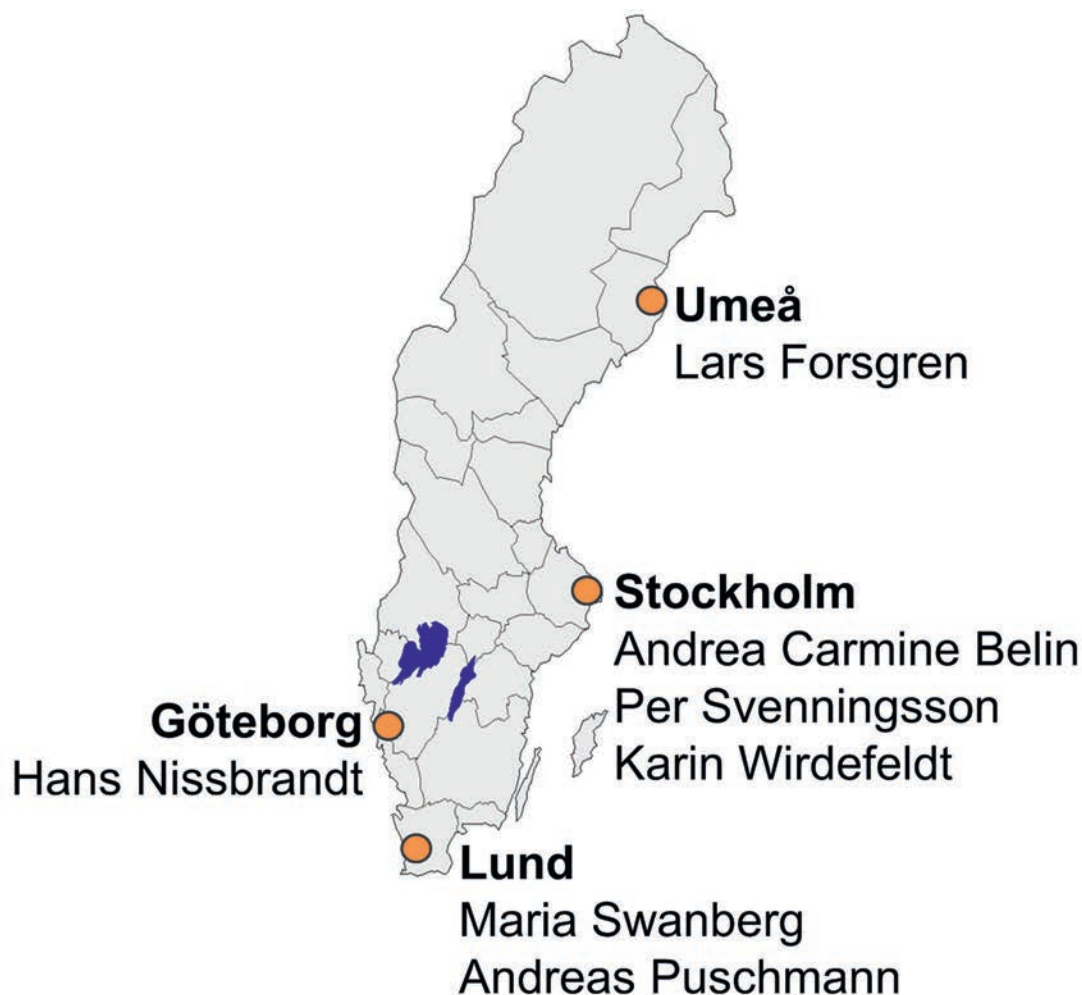 Umeå
Lars Forsgren
Stockholm
Andrea Carmine Belin
Per Svenningsson
Karin Wirdefeldt
Göteborg
Hans Nissbrandt
Lund
Maria Swanberg
Andreas Puschmann